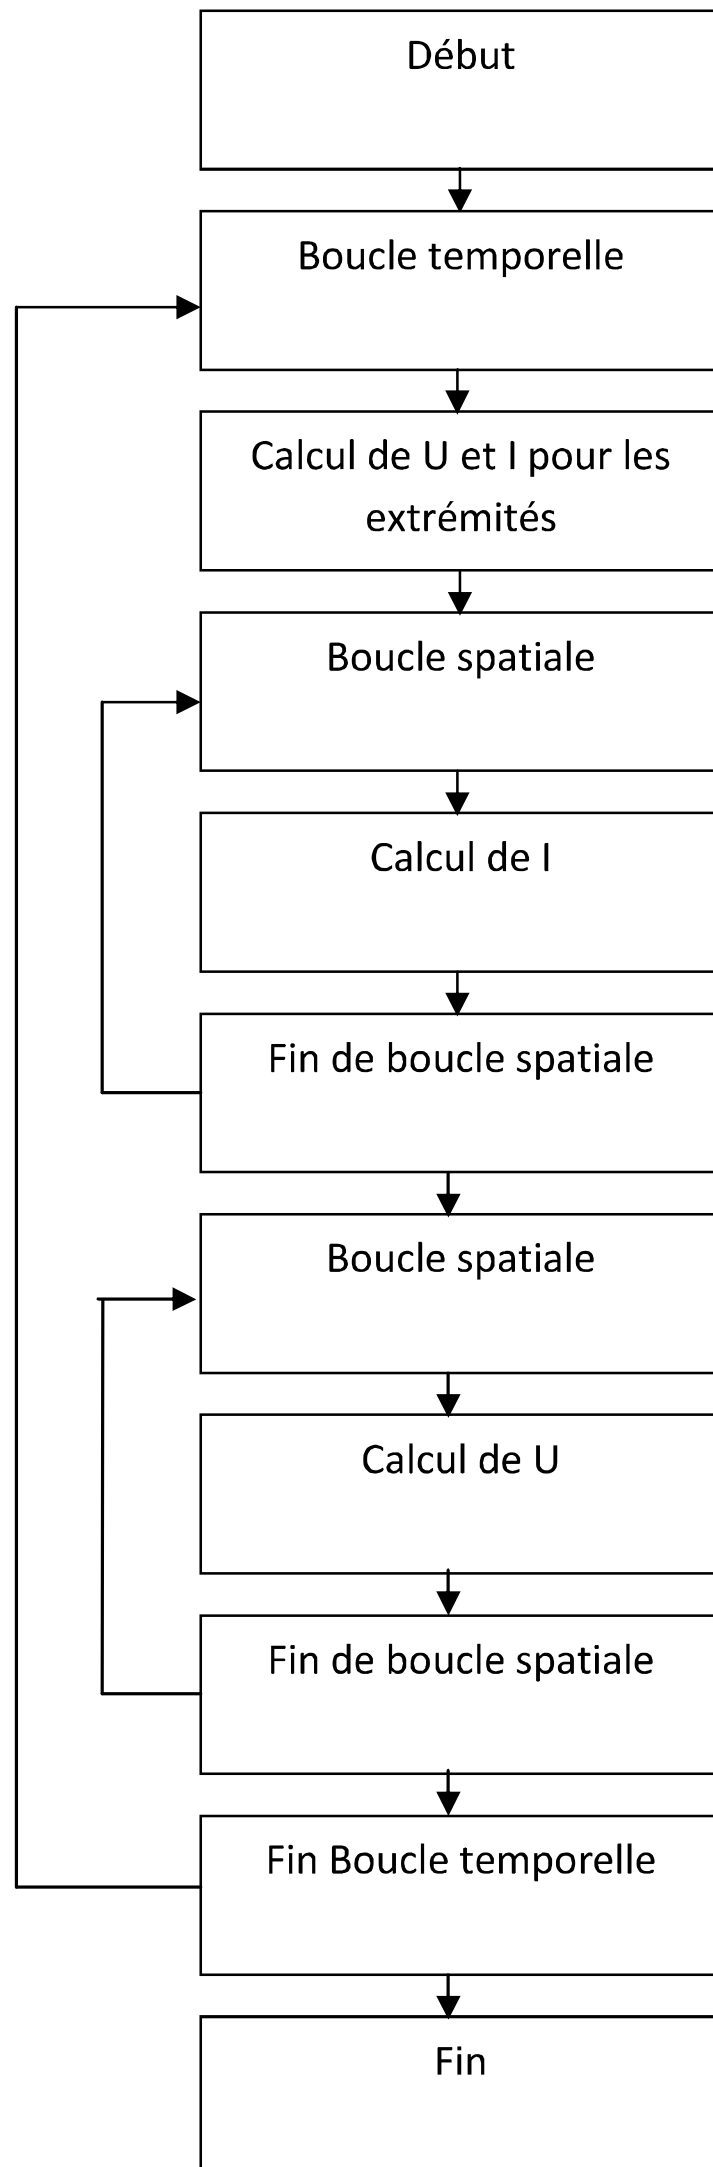 Début
Boucle temporelle
Calcul de U et I pour les
extrémités
Boucle spatiale
Calcul de I
Fin de boucle spatiale
Boucle spatiale
Calcul de U
Fin de boucle spatiale
Fin Boucle temporelle
Fin